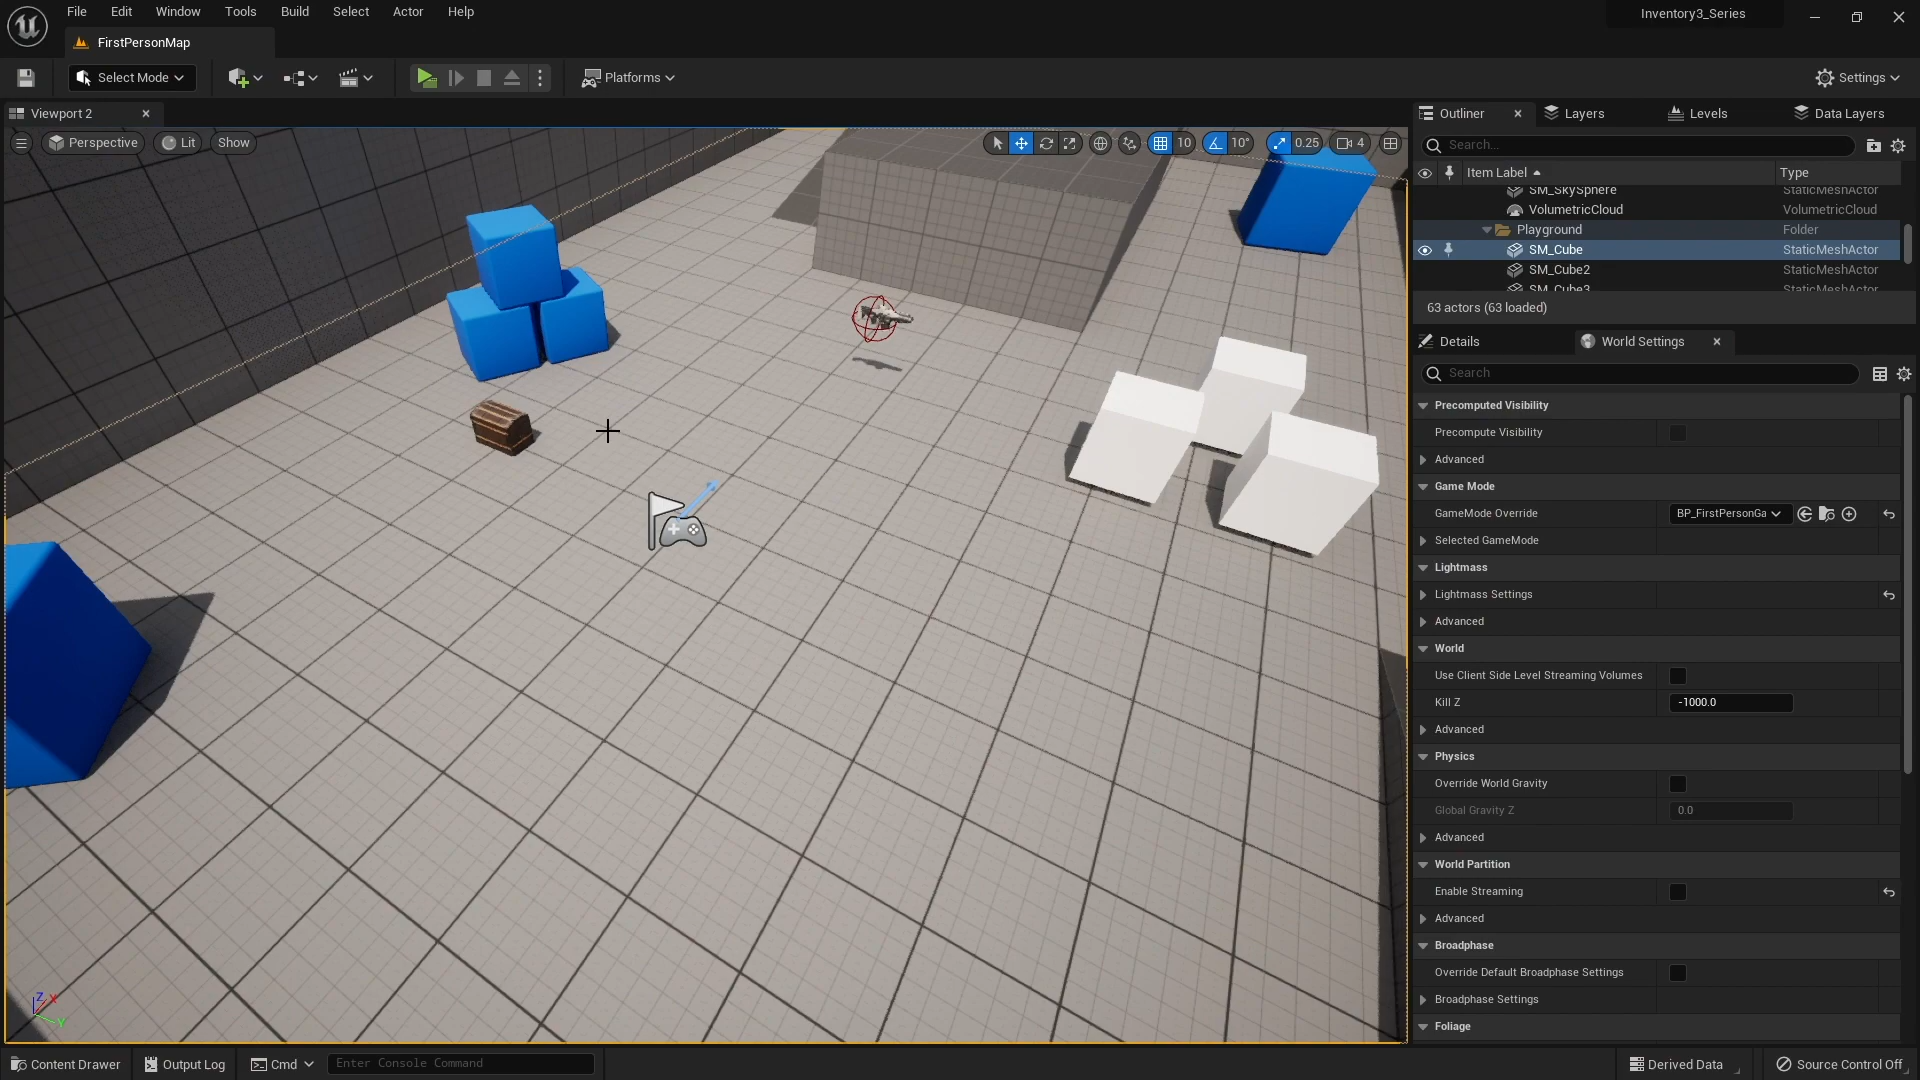 File Edit Window Tools Build Select Actor Help
Inventory3_Series
FirstPersonMap
Select Mode
Platforms
Settings
Viewport 2
Outliner
Layers
Levels
Data Layers
Perspective
Lit
Show
10
10°
0.25
4
Search...
Item Label
Type
SM_SkySphere StaticMeshActor
VolumetricCloud VolumetricCloud
Playground Folder
SM_Cube StaticMeshActor
SM_Cube2 StaticMeshActor
SM_Cube3 StaticMeshActor
63 actors (63 loaded)
Details
World Settings
Search
Precomputed Visibility
Precompute Visibility
Advanced
Game Mode
GameMode Override BP_FirstPersonGa
Selected GameMode
Lightmass
Lightmass Settings
Advanced
World
Use Client Side Level Streaming Volumes
Kill Z -1000.0
Advanced
Physics
Override World Gravity
Global Gravity Z 0.0
Advanced
World Partition
Enable Streaming
Advanced
Broadphase
Override Default Broadphase Settings
Broadphase Settings
Foliage
Z X
Y
Content Drawer
Output Log
Cmd
Enter Console Command
Derived Data
Source Control Off